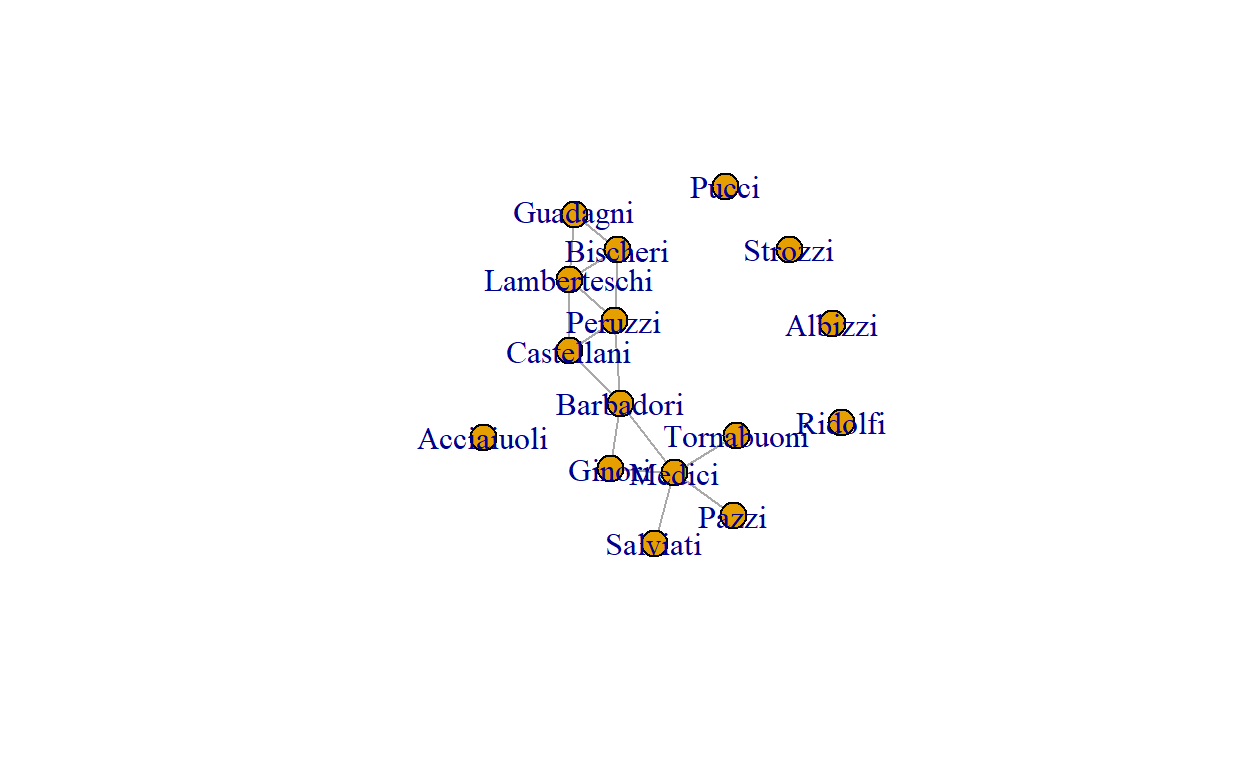 Pucci
Guadagni
Bischeri
Strozzi
Lamberteschi
Peruzzi
Albizzi
Castellani
Barbadori
Ridolfi
Tornabuoni
Acciaiuoli
Ginori
Medici
Pazzi
Salviati